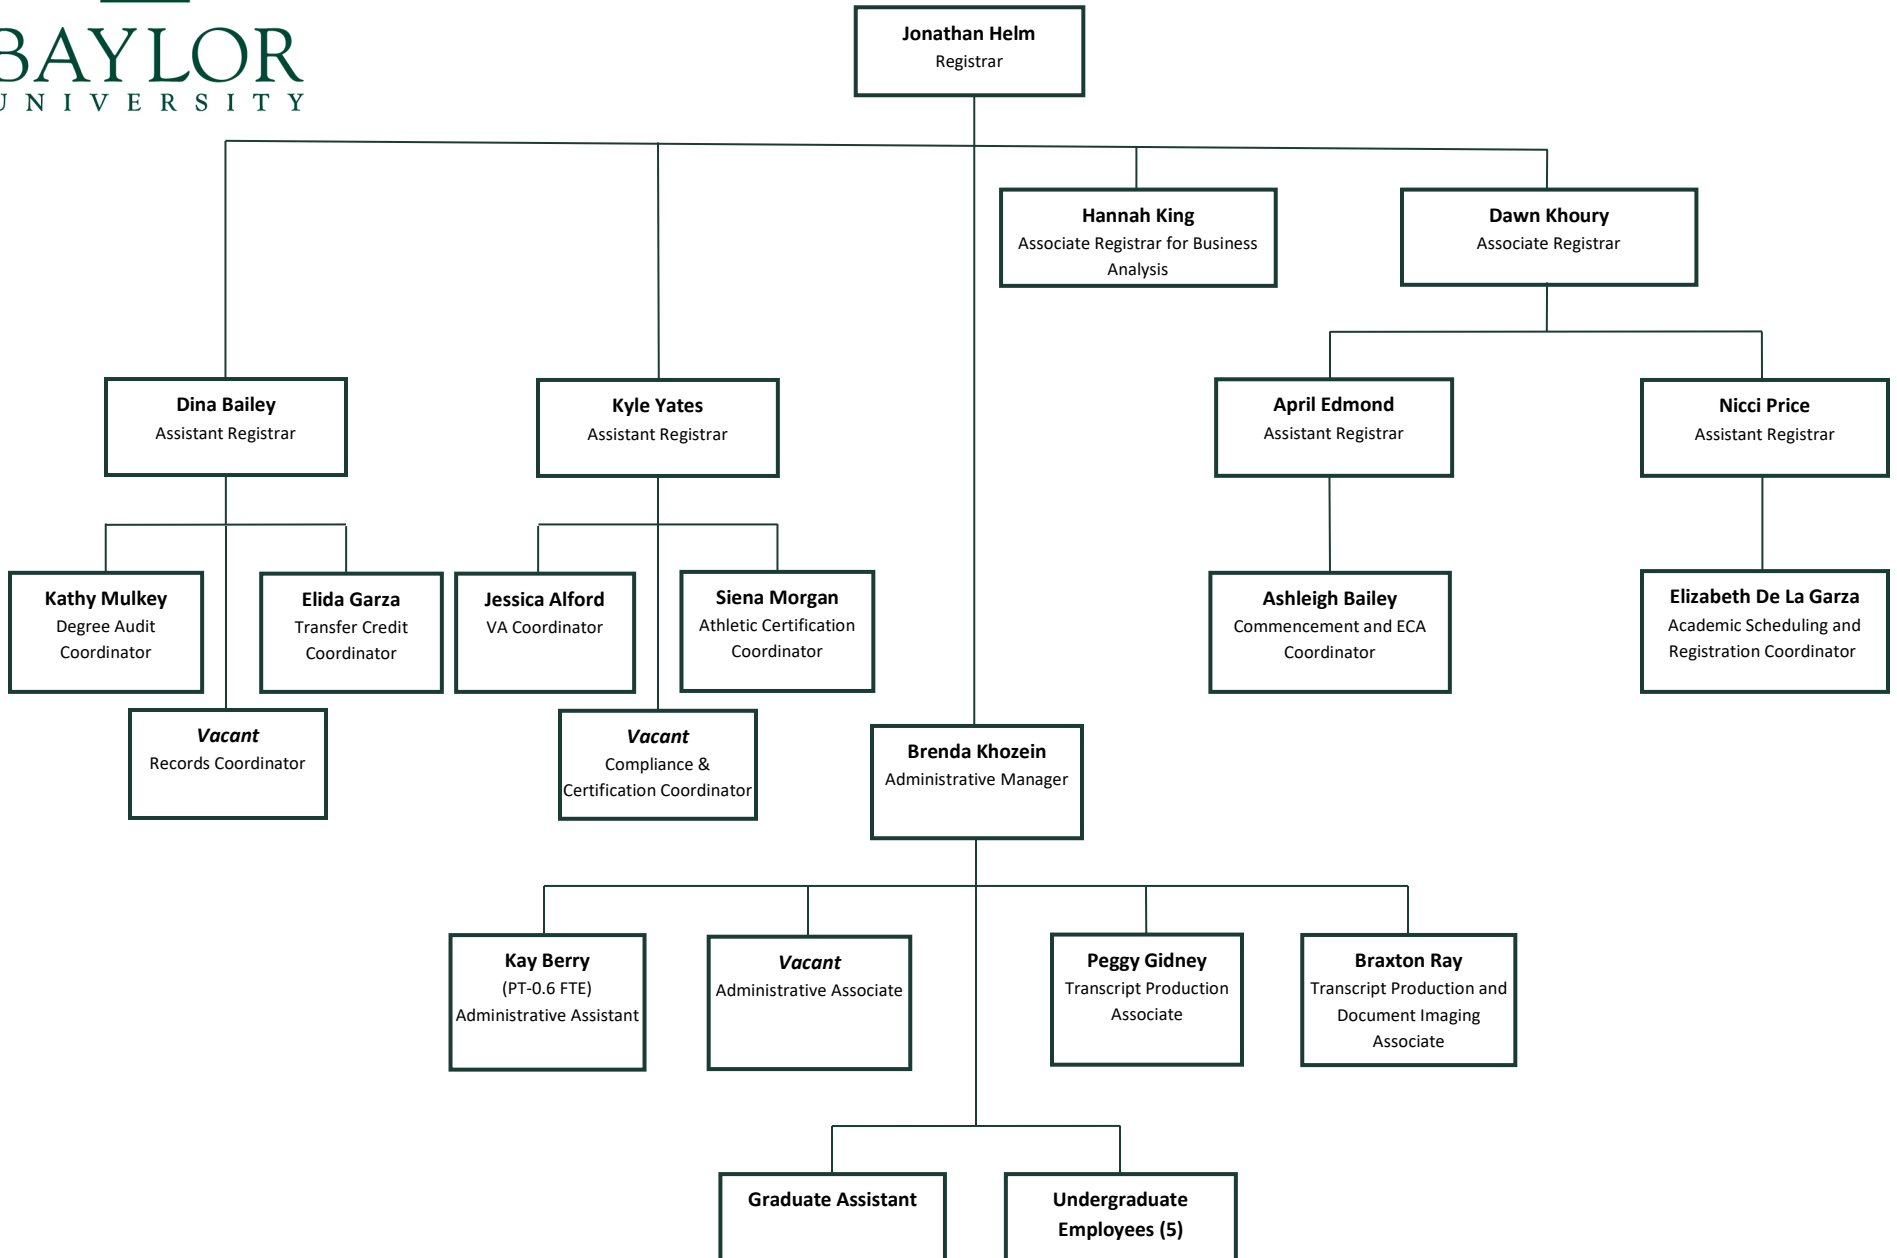 BAYLOR
UNIVERSITY
Jonathan Helm
Registrar
Hannah King
Associate Registrar for Business
Analysis
Dawn Khoury
Associate Registrar
Dina Bailey
Assistant Registrar
Kyle Yates
Assistant Registrar
April Edmond
Assistant Registrar
Nicci Price
Assistant Registrar
Kathy Mulkey
Degree Audit
Coordinator
Elida Garza
Transfer Credit
Coordinator
Jessica Alford
VA Coordinator
Siena Morgan
Athletic Certification
Coordinator
Ashleigh Bailey
Commencement and ECA
Coordinator
Elizabeth De La Garza
Academic Scheduling and
Registration Coordinator
Vacant
Records Coordinator
Vacant
Compliance &
Certification Coordinator
Brenda Khozein
Administrative Manager
Kay Berry
(PT-0.6 FTE)
Administrative Assistant
Vacant
Administrative Associate
Peggy Gidney
Transcript Production
Associate
Braxton Ray
Transcript Production and
Document Imaging
Associate
Graduate Assistant
Undergraduate
Employees (5)